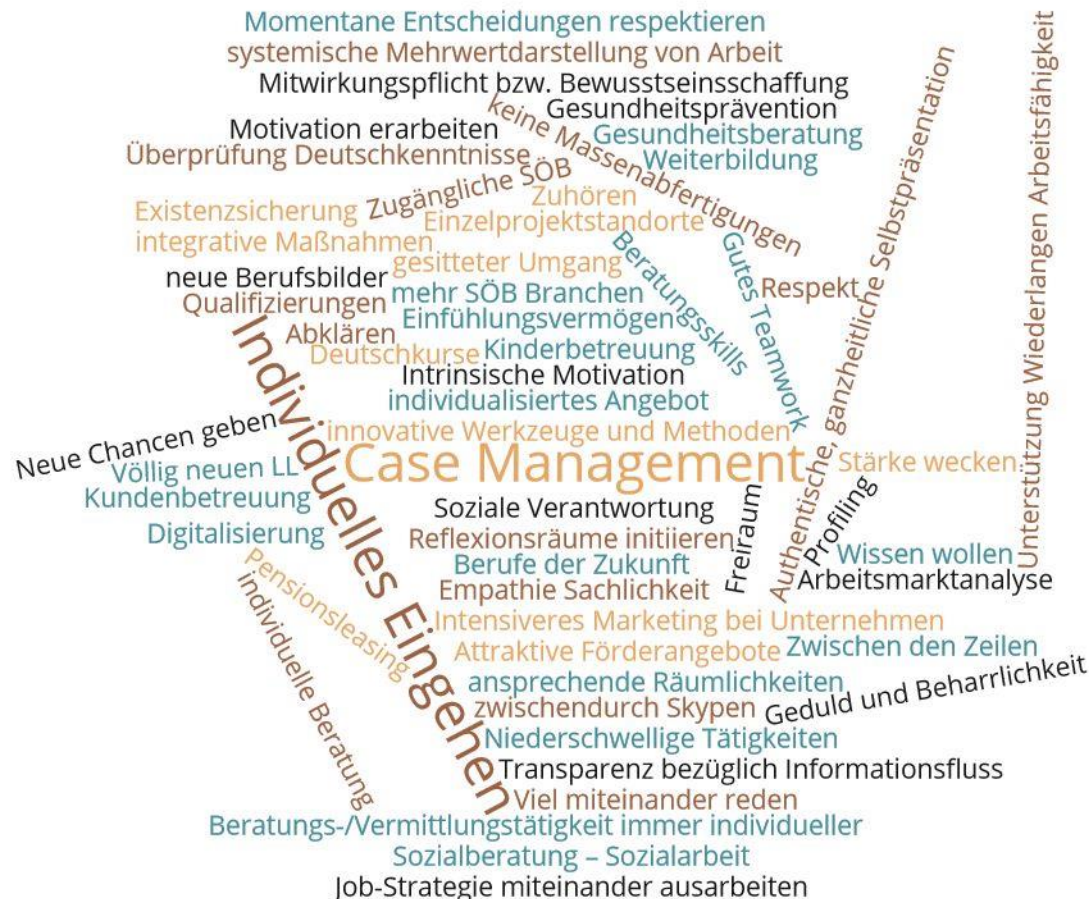 Momentane Entscheidungen respektieren
systemische Mehrwertdarstellung von Arbeit
Mitwirkungspflicht bzw. Bewusstseinsschaffung
Gesundheitsprävention
keine Massenabfertigungen
Motivation erarbeiten
Gesundheitsberatung
Überprüfung Deutschkenntnisse
Weiterbildung
Zugängliche SÖB
Zuhören
Existenzsicherung
Einzelprojektstandorte
integrative Maßnahmen
gesitteter Umgang
Beratungsskills
Gutes Teamwork
Respekt
Authentische, ganzheitliche Selbstpräsentation
Unterstützung Wiederlangen Arbeitsfähigkeit
neue Berufsbilder
mehr SÖB Branchen
Qualifizierungen
Einfühlungsvermögen
Abklären
Deutschkurse
Kinderbetreuung
Intrinsische Motivation
individualisiertes Angebot
Individuelles Eingehen
innovative Werkzeuge und Methoden
Neue Chancen geben
Case Management
Stärke wecken
Völlig neuen LL
Kundenbetreuung
Soziale Verantwortung
Freiraum
Profiling
Digitalisierung
Reflexionsräume initiieren
Wissen wollen
Berufe der Zukunft
Arbeitsmarktanalyse
Pensionsleasing
Empathie Sachlichkeit
individuelle Beratung
Intensiveres Marketing bei Unternehmen
Attraktive Förderangebote
Zwischen den Zeilen
ansprechende Räumlichkeiten
Geduld und Beharrlichkeit
zwischendurch Skypen
Niederschwellige Tätigkeiten
Transparenz bezüglich Informationsfluss
Viel miteinander reden
Beratungs-/Vermittlungstätigkeit immer individueller
Sozialberatung – Sozialarbeit
Job-Strategie miteinander ausarbeiten